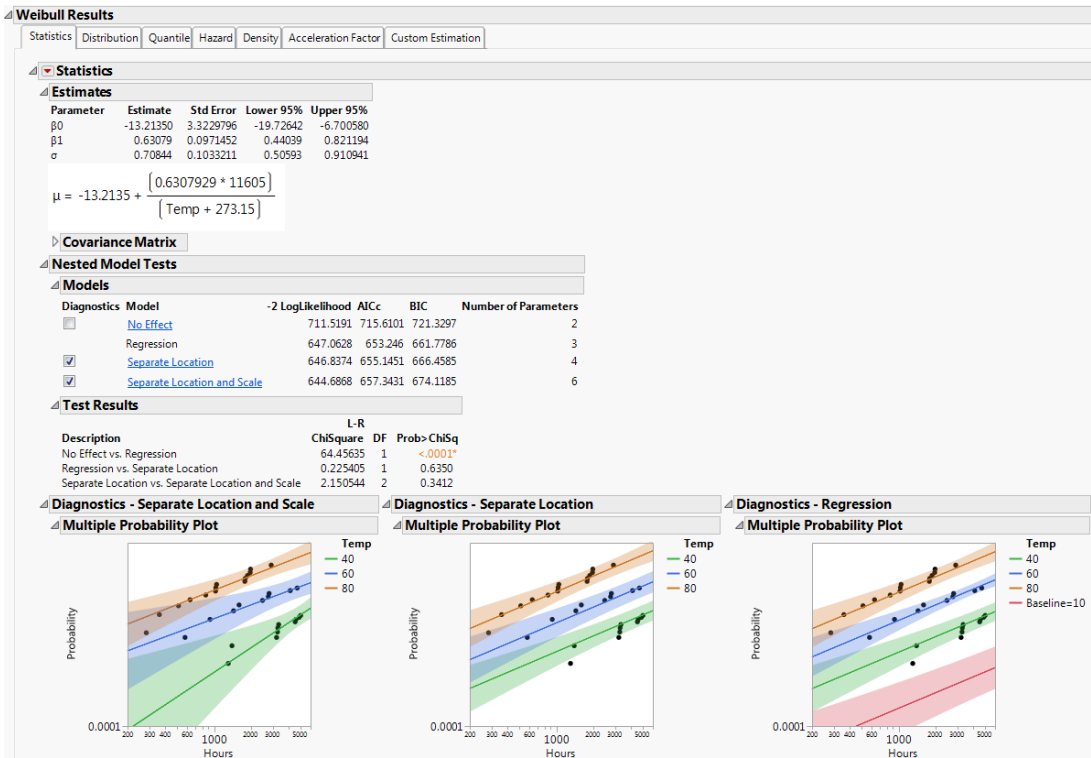 Weibull Results
Statistics Distribution Quantile Hazard Density Acceleration Factor Custom Estimation
Statistics
Estimates
Parameter Estimate Std Error Lower 95% Upper 95%
β0 -13.21350 3.3229796 -19.72642 -6.700580
β1 0.63079 0.0971452 0.44039 0.821194
σ 0.70844 0.1033211 0.50593 0.910941
μ = -13.2135 + (0.6307929 * 11605)
(Temp + 273.15)
Covariance Matrix
Nested Model Tests
Models
Diagnostics Model -2 LogLikelihood AICc BIC Number of Parameters
No Effect 711.5191 715.6101 721.3297 2
Regression 647.0628 653.246 661.7786 3
Separate Location 646.8374 655.1451 666.4585 4
Separate Location and Scale 644.6868 657.3431 674.1185 6
Test Results
L-R
Description ChiSquare DF Prob>ChiSq
No Effect vs. Regression 64.45635 1 <.0001*
Regression vs. Separate Location 0.225405 1 0.6350
Separate Location vs. Separate Location and Scale 2.150544 2 0.3412
Diagnostics - Separate Location and Scale
Multiple Probability Plot
Temp
40
60
80
Probability
0.0001
200 300 400 600 1000 2000 3000 5000
Hours
Diagnostics - Separate Location
Multiple Probability Plot
Temp
40
60
80
Probability
0.0001
200 300 400 600 1000 2000 3000 5000
Hours
Diagnostics - Regression
Multiple Probability Plot
Temp
40
60
80
Baseline=10
Probability
0.0001
200 300 400 600 1000 2000 3000 5000
Hours